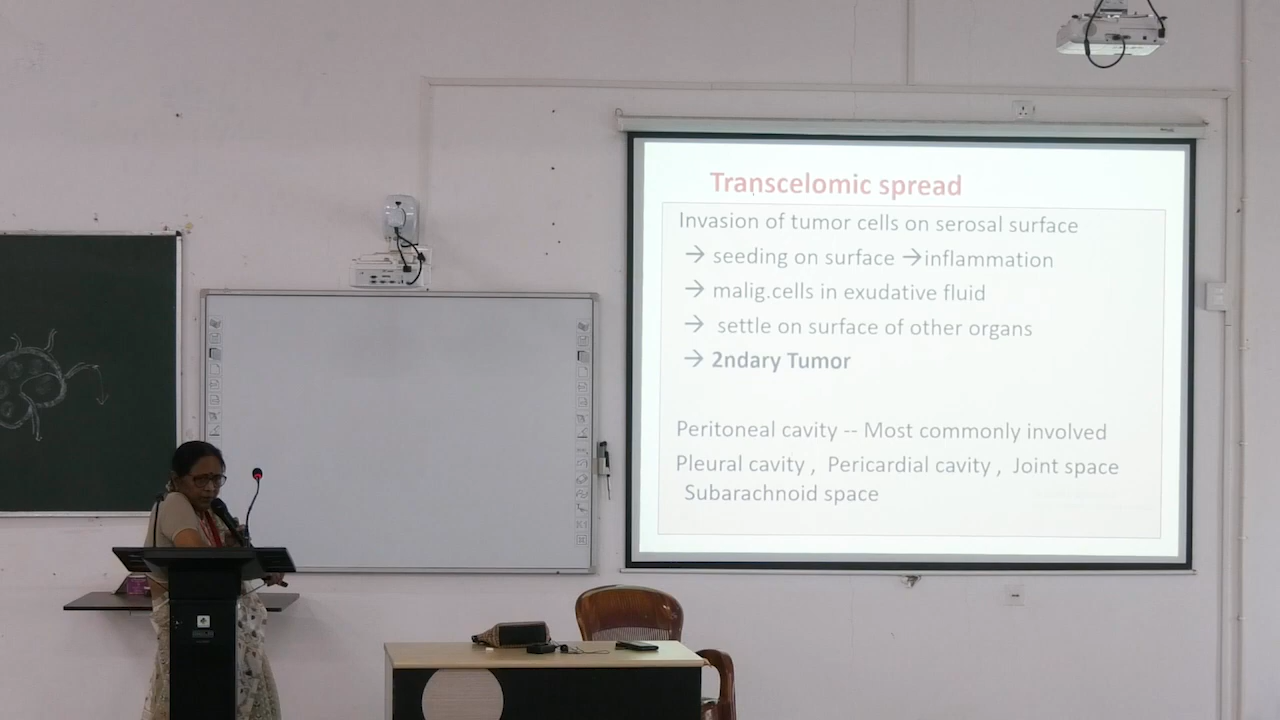 Transcelomic spread
Invasion of tumor cells on serosal surface
→ seeding on surface →inflammation
→ malig.cells in exudative fluid
→ settle on surface of other organs
→ 2ndary Tumor
Peritoneal cavity -- Most commonly involved
Pleural cavity , Pericardial cavity , Joint space
Subarachnoid space